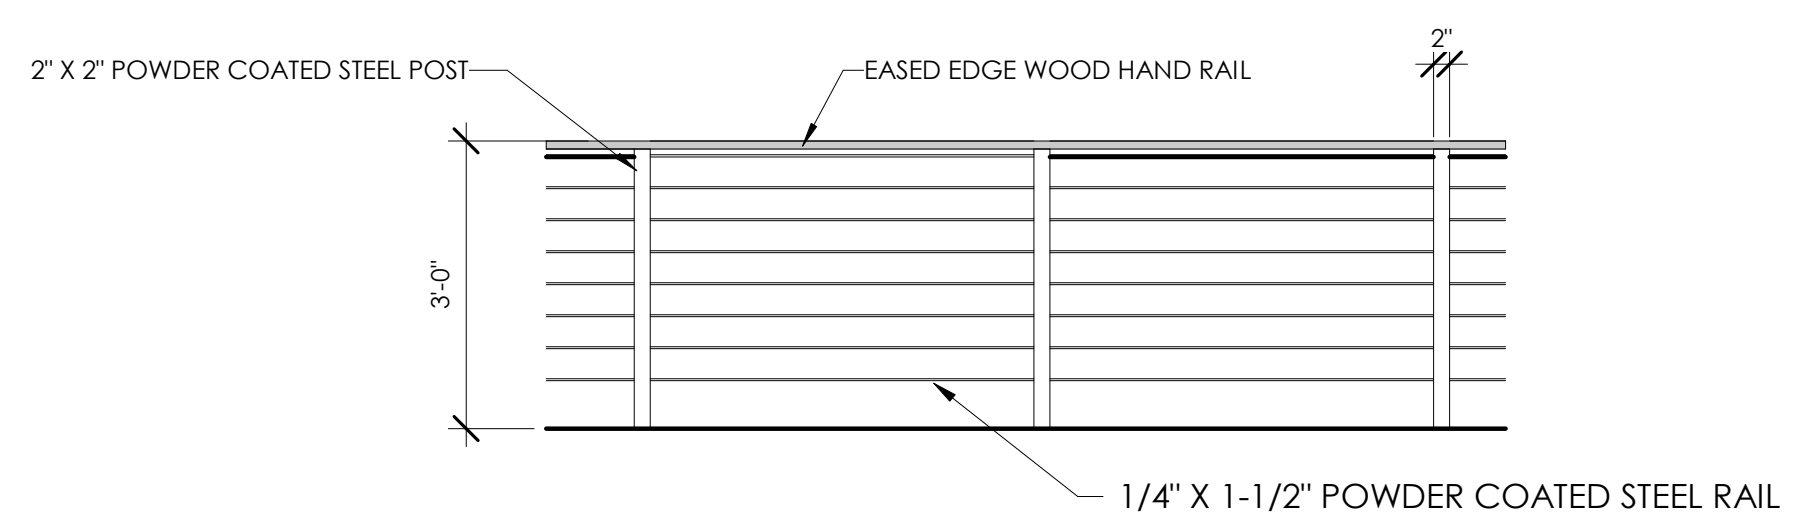 2"
2" X 2" POWDER COATED STEEL POST
EASED EDGE WOOD HAND RAIL
3'-0"
1/4" X 1-1/2" POWDER COATED STEEL RAIL